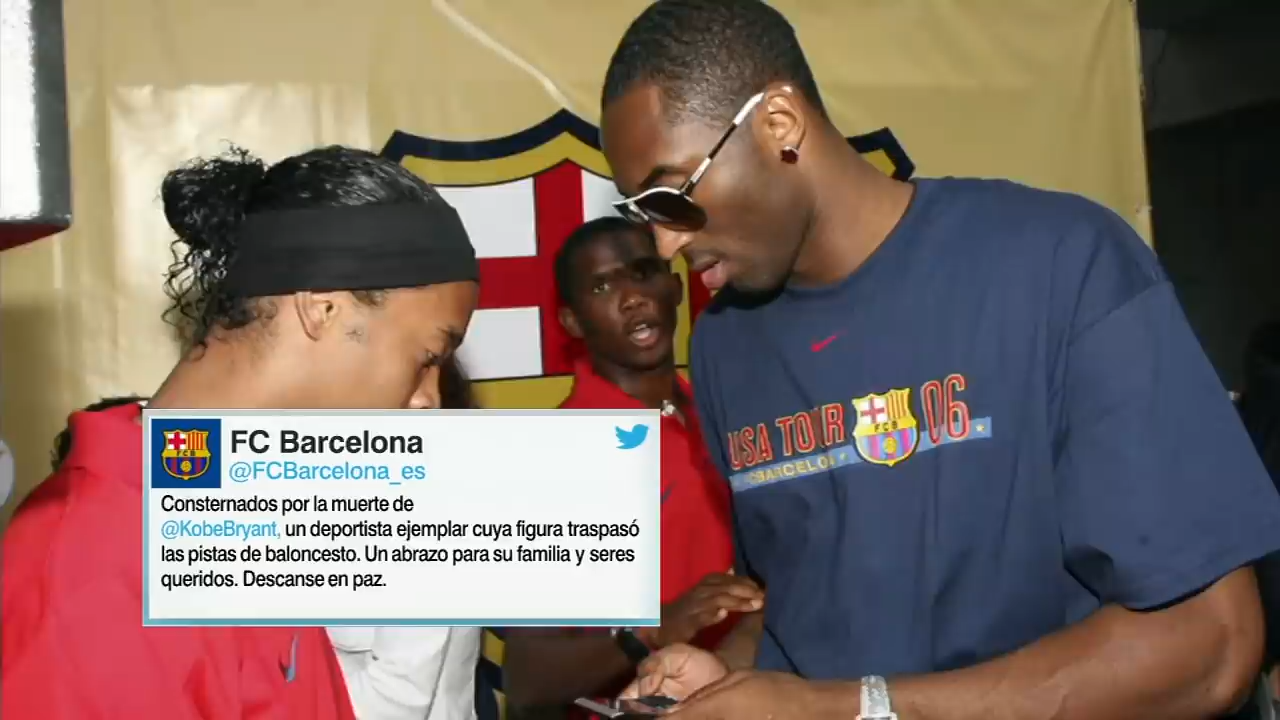 FC Barcelona
@FCBarcelona_es
Consternados por la muerte de
@KobeBryant, un deportista ejemplar cuya figura traspasó
las pistas de baloncesto. Un abrazo para su familia y seres
queridos. Descanse en paz.
USA TOUR 06
FCB